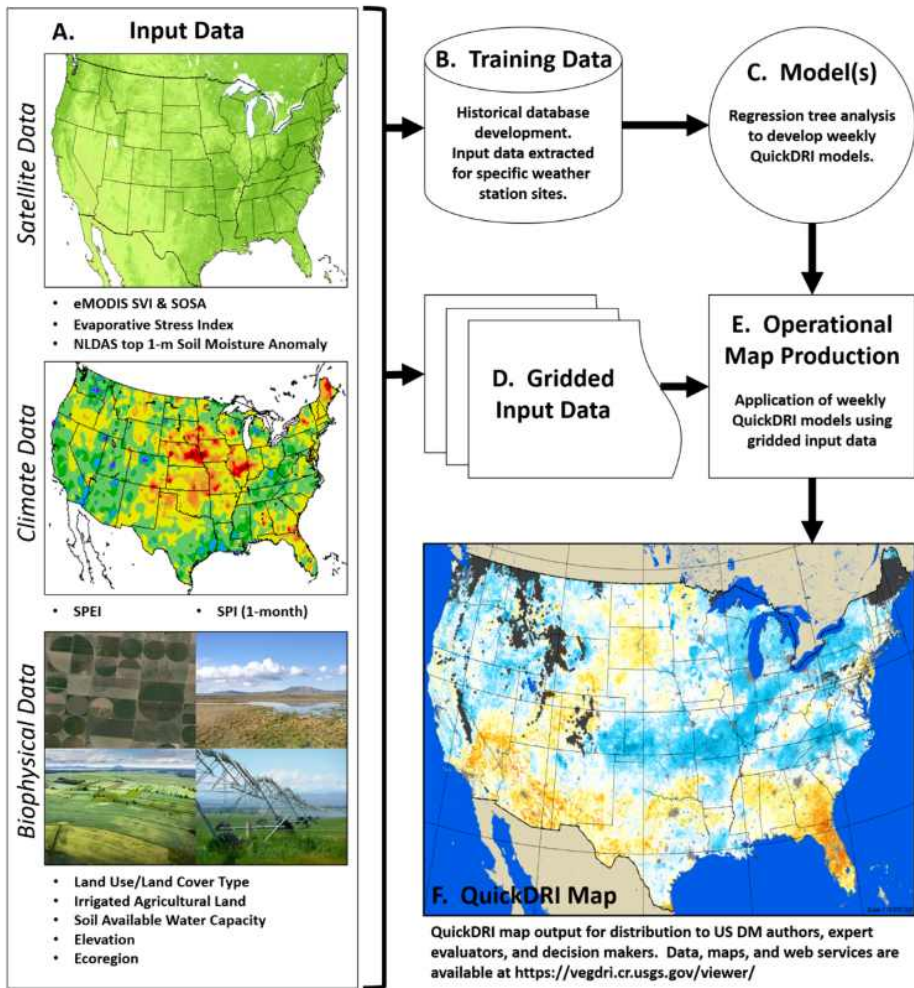 A. Input Data
Satellite Data
• eMODIS SVI & SOSA
• Evaporative Stress Index
• NLDAS top 1-m Soil Moisture Anomaly
Climate Data
• SPEI
• SPI (1-month)
Biophysical Data
• Land Use/Land Cover Type
• Irrigated Agricultural Land
• Soil Available Water Capacity
• Elevation
• Ecoregion
B. Training Data
Historical database
development.
Input data extracted
for specific weather
station sites.
C. Model(s)
Regression tree analysis
to develop weekly
QuickDRI models.
D. Gridded
Input Data
E. Operational
Map Production
Application of weekly
QuickDRI models using
gridded input data
F. QuickDRI Map
QuickDRI map output for distribution to US DM authors, expert
evaluators, and decision makers. Data, maps, and web services are
available at https://vegdri.cr.usgs.gov/viewer/